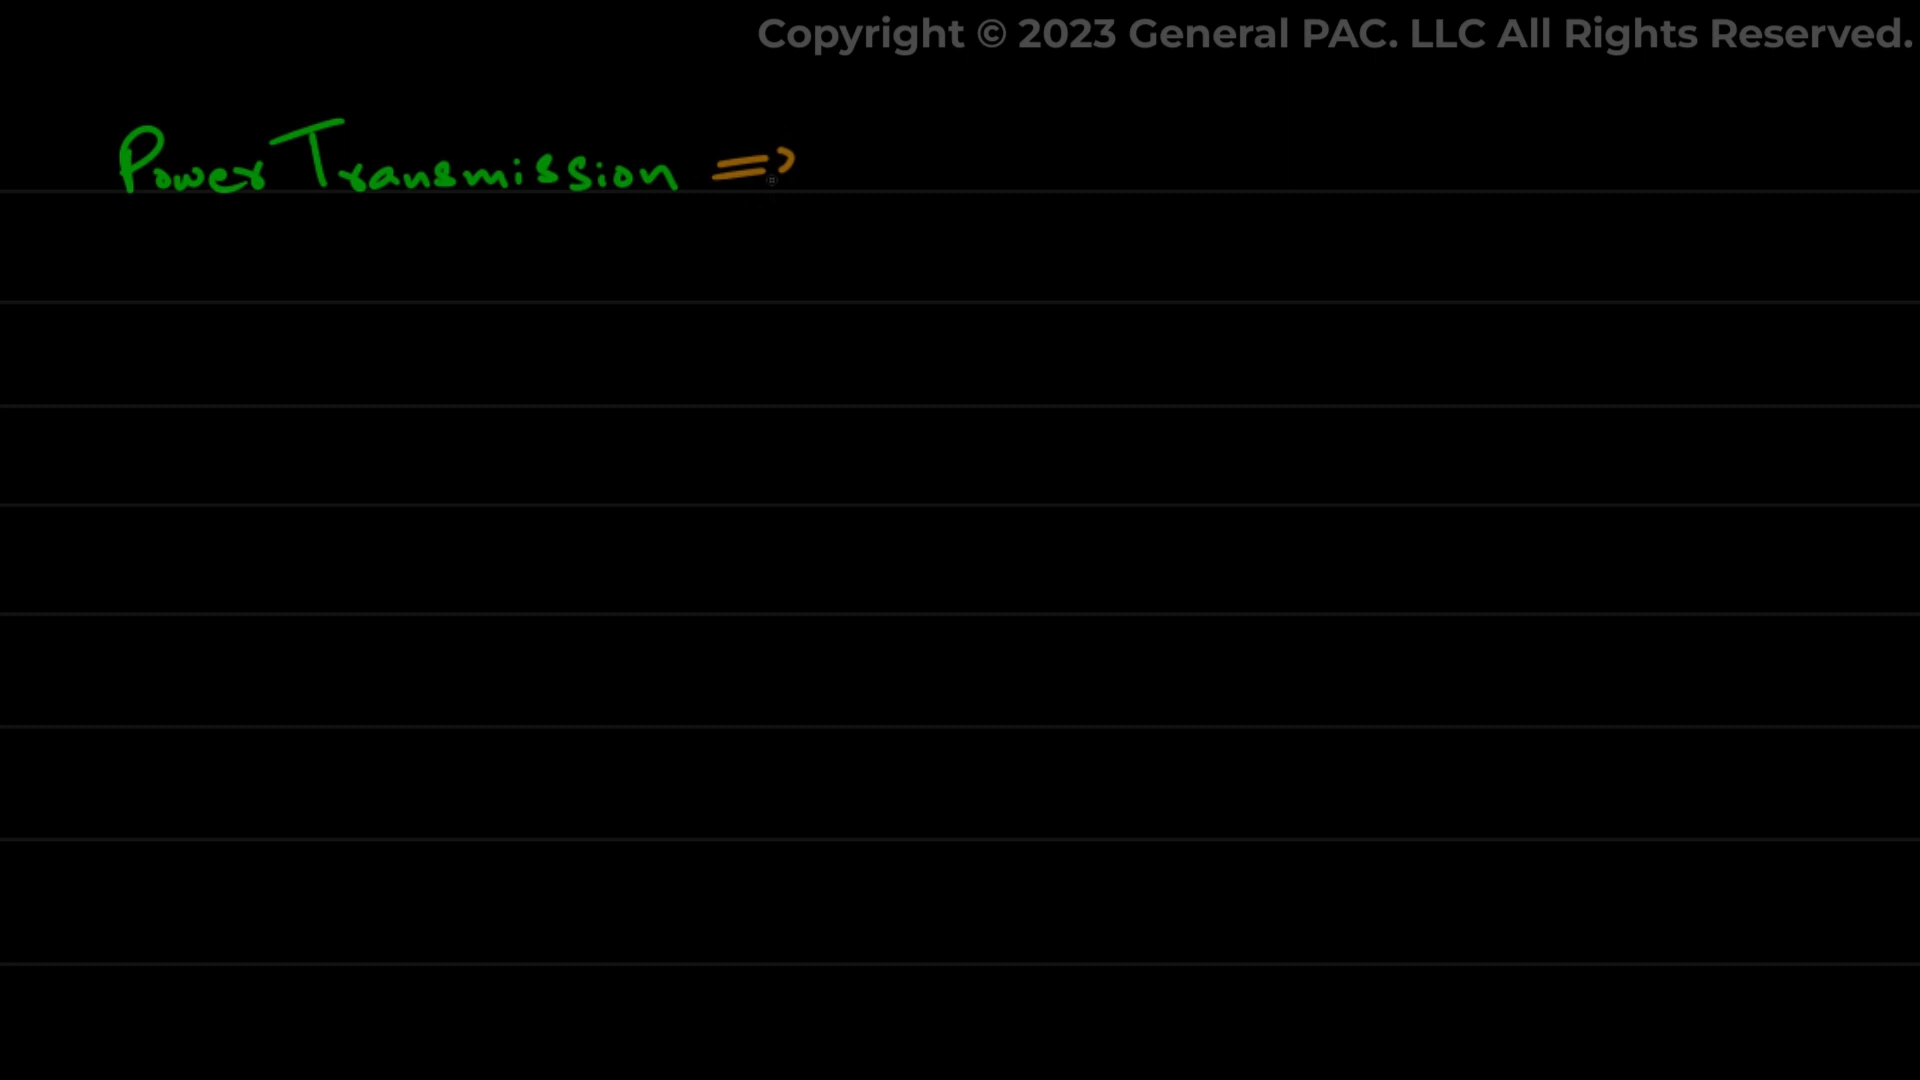 Copyright © 2023 General PAC. LLC All Rights Reserved.
Power Transmission =>